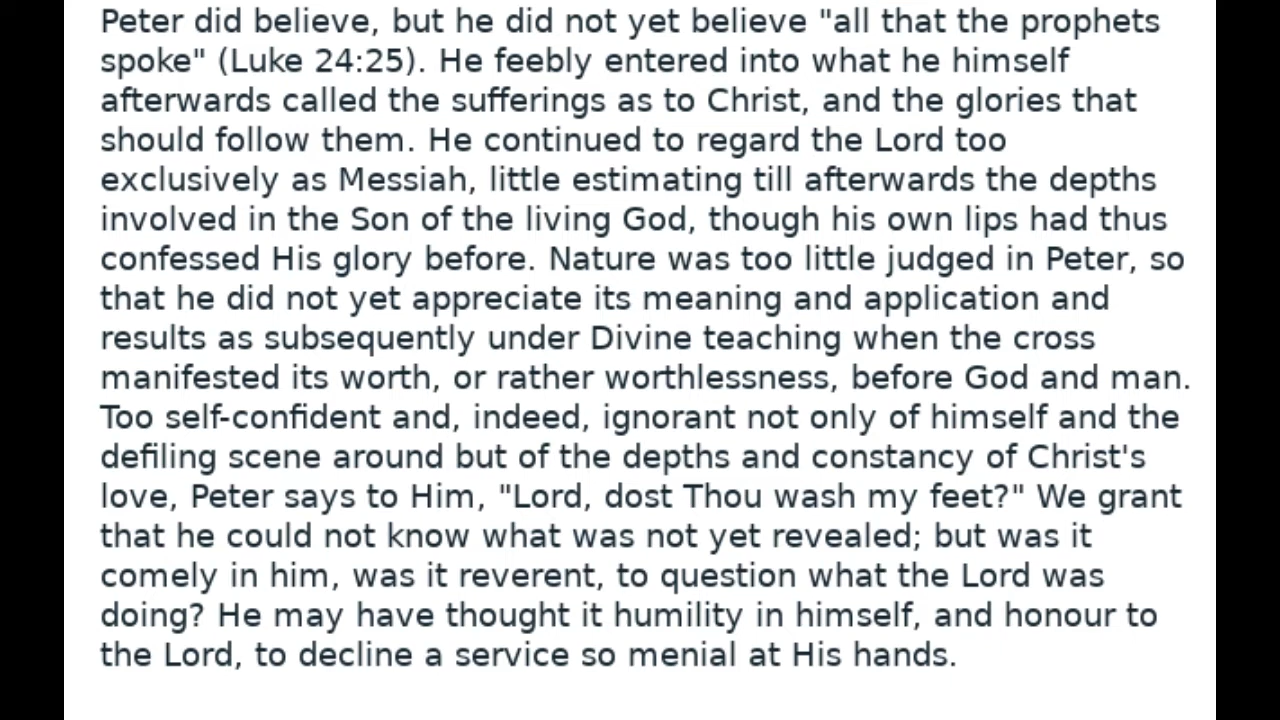 Peter did believe, but he did not yet believe "all that the prophets
spoke" (Luke 24:25). He feebly entered into what he himself
afterwards called the sufferings as to Christ, and the glories that
should follow them. He continued to regard the Lord too
exclusively as Messiah, little estimating till afterwards the depths
involved in the Son of the living God, though his own lips had thus
confessed His glory before. Nature was too little judged in Peter, so
that he did not yet appreciate its meaning and application and
results as subsequently under Divine teaching when the cross
manifested its worth, or rather worthlessness, before God and man.
Too self-confident and, indeed, ignorant not only of himself and the
defiling scene around but of the depths and constancy of Christ's
love, Peter says to Him, "Lord, dost Thou wash my feet?" We grant
that he could not know what was not yet revealed; but was it
comely in him, was it reverent, to question what the Lord was
doing? He may have thought it humility in himself, and honour to
the Lord, to decline a service so menial at His hands.